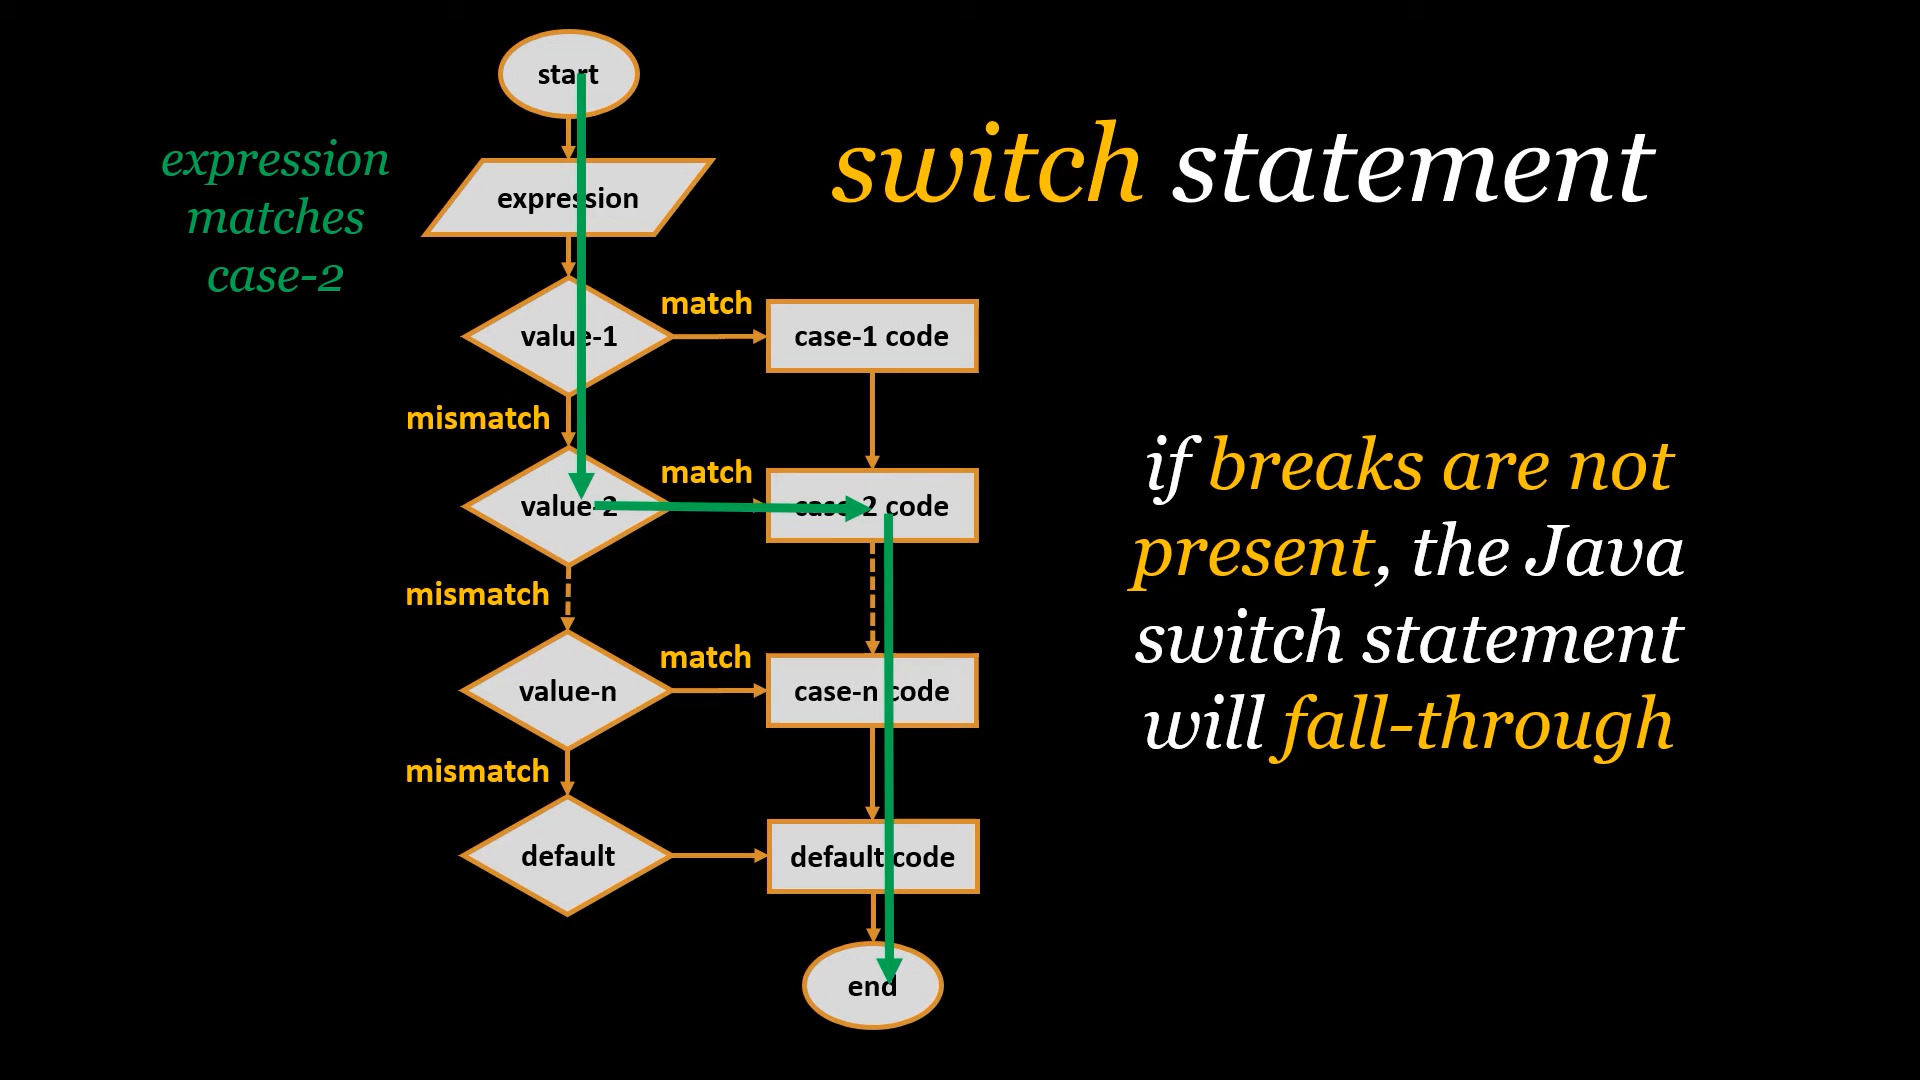 start
expression
matches
case-2
switch statement
expression
value-1
match
case-1 code
mismatch
value-2
match
case-2 code
mismatch
value-n
match
case-n code
mismatch
default
default code
end
if breaks are not
present, the Java
switch statement
will fall-through